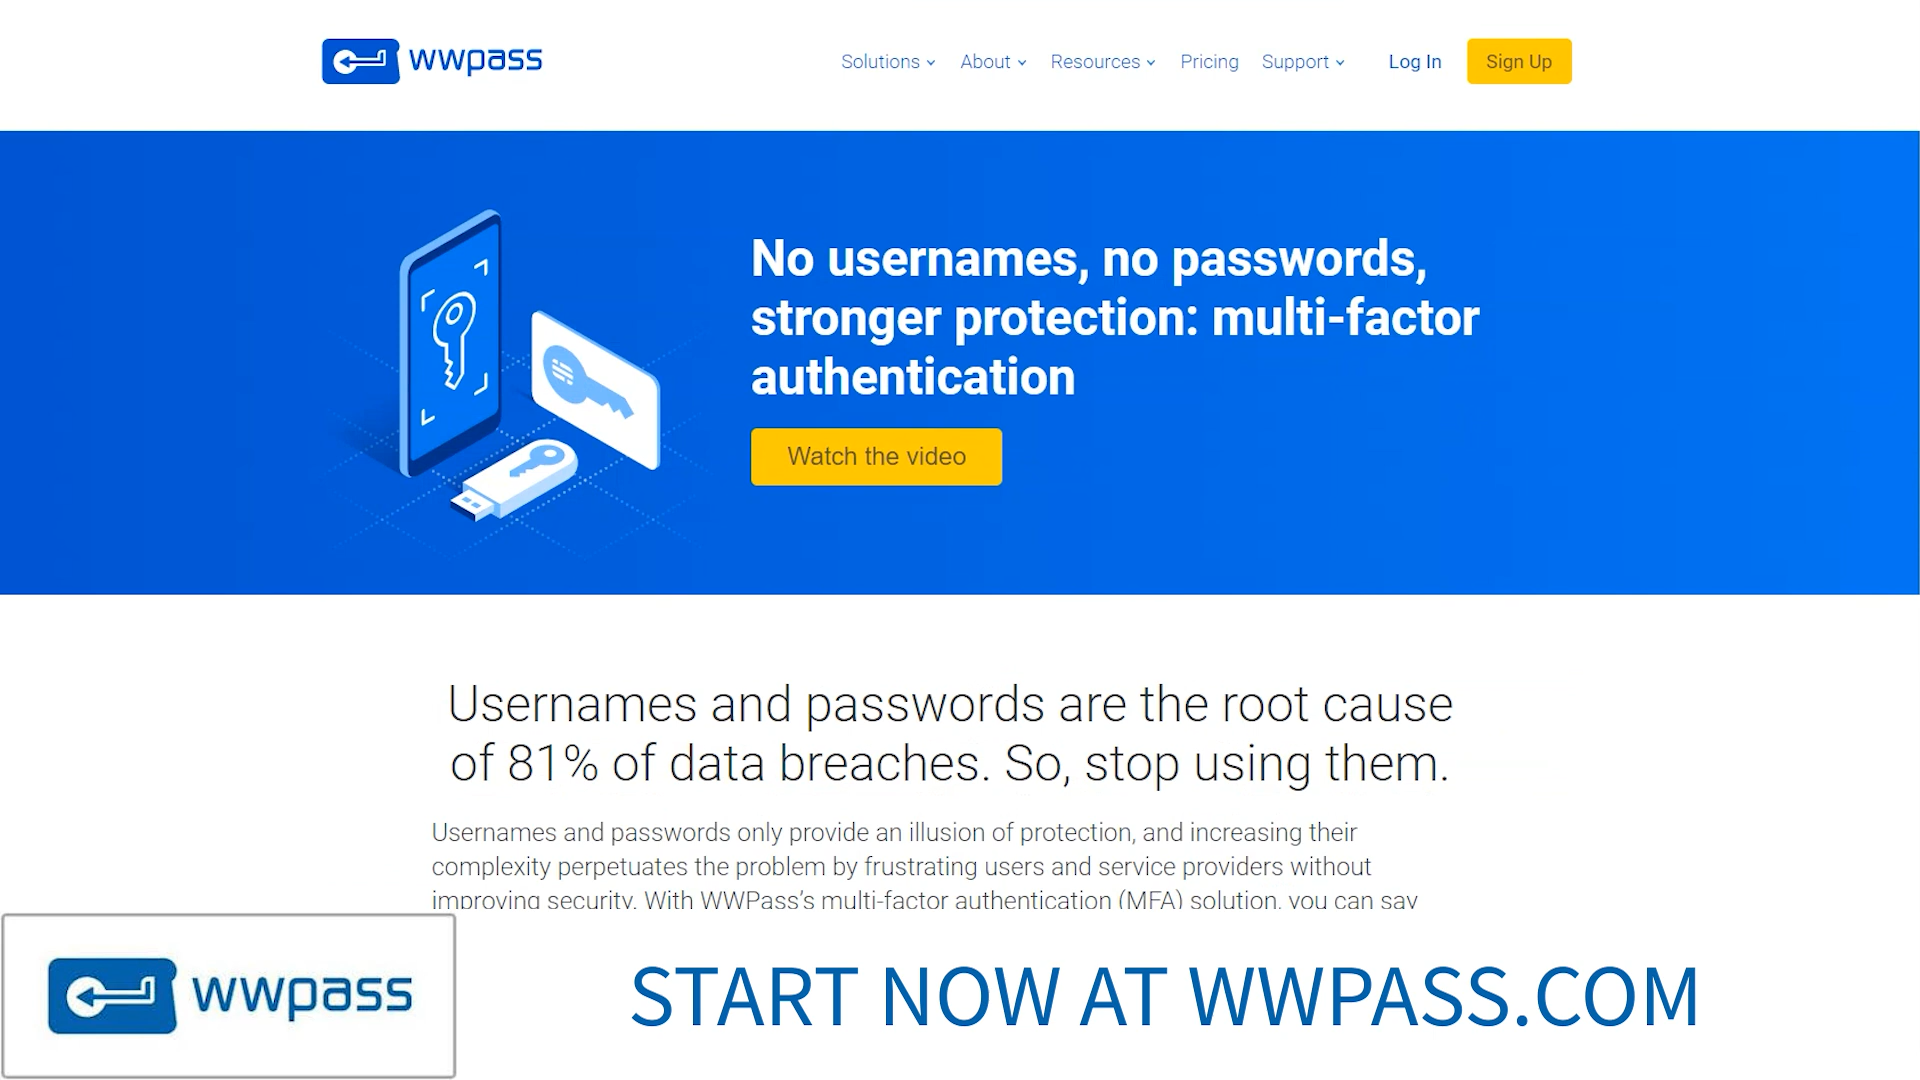 wwpass
Solutions About Resources Pricing Support Log In Sign Up
No usernames, no passwords,
stronger protection: multi-factor
authentication
Watch the video
Usernames and passwords are the root cause
of 81% of data breaches. So, stop using them.
Usernames and passwords only provide an illusion of protection, and increasing their
complexity perpetuates the problem by frustrating users and service providers without
improving security. With WWPass’s multi-factor authentication (MFA) solution, you can say
wwpass
START NOW AT WWPASS.COM